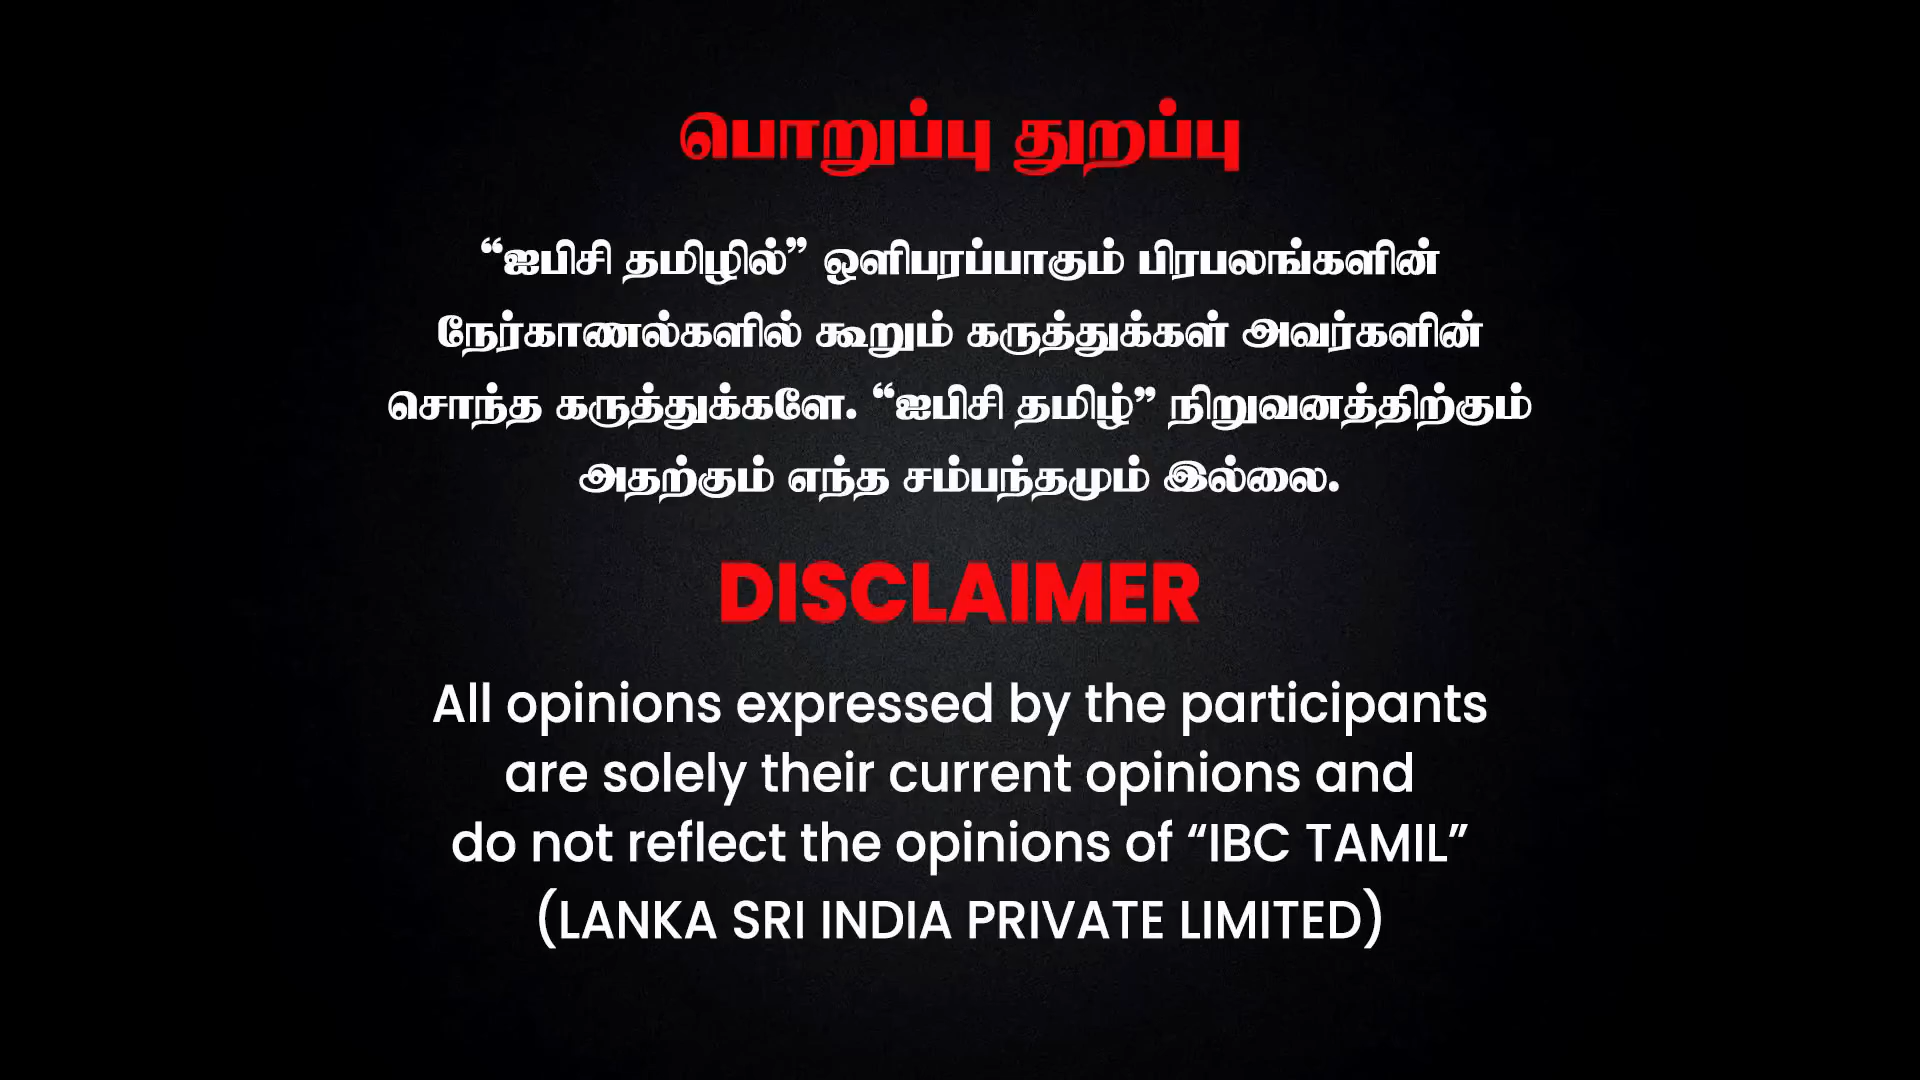 பொறுப்பு துறப்பு
“ஐபிசி தமிழில்” ஒளிபரப்பாகும் பிரபலங்களின்
நேர்காணல்களில் கூறும் கருத்துக்கள் அவர்களின்
சொந்த கருத்துக்களே. “ஐபிசி தமிழ்” நிறுவனத்திற்கும்
அதற்கும் எந்த சம்பந்தமும் இல்லை.
DISCLAIMER
All opinions expressed by the participants
are solely their current opinions and
do not reflect the opinions of “IBC TAMIL”
(LANKA SRI INDIA PRIVATE LIMITED)